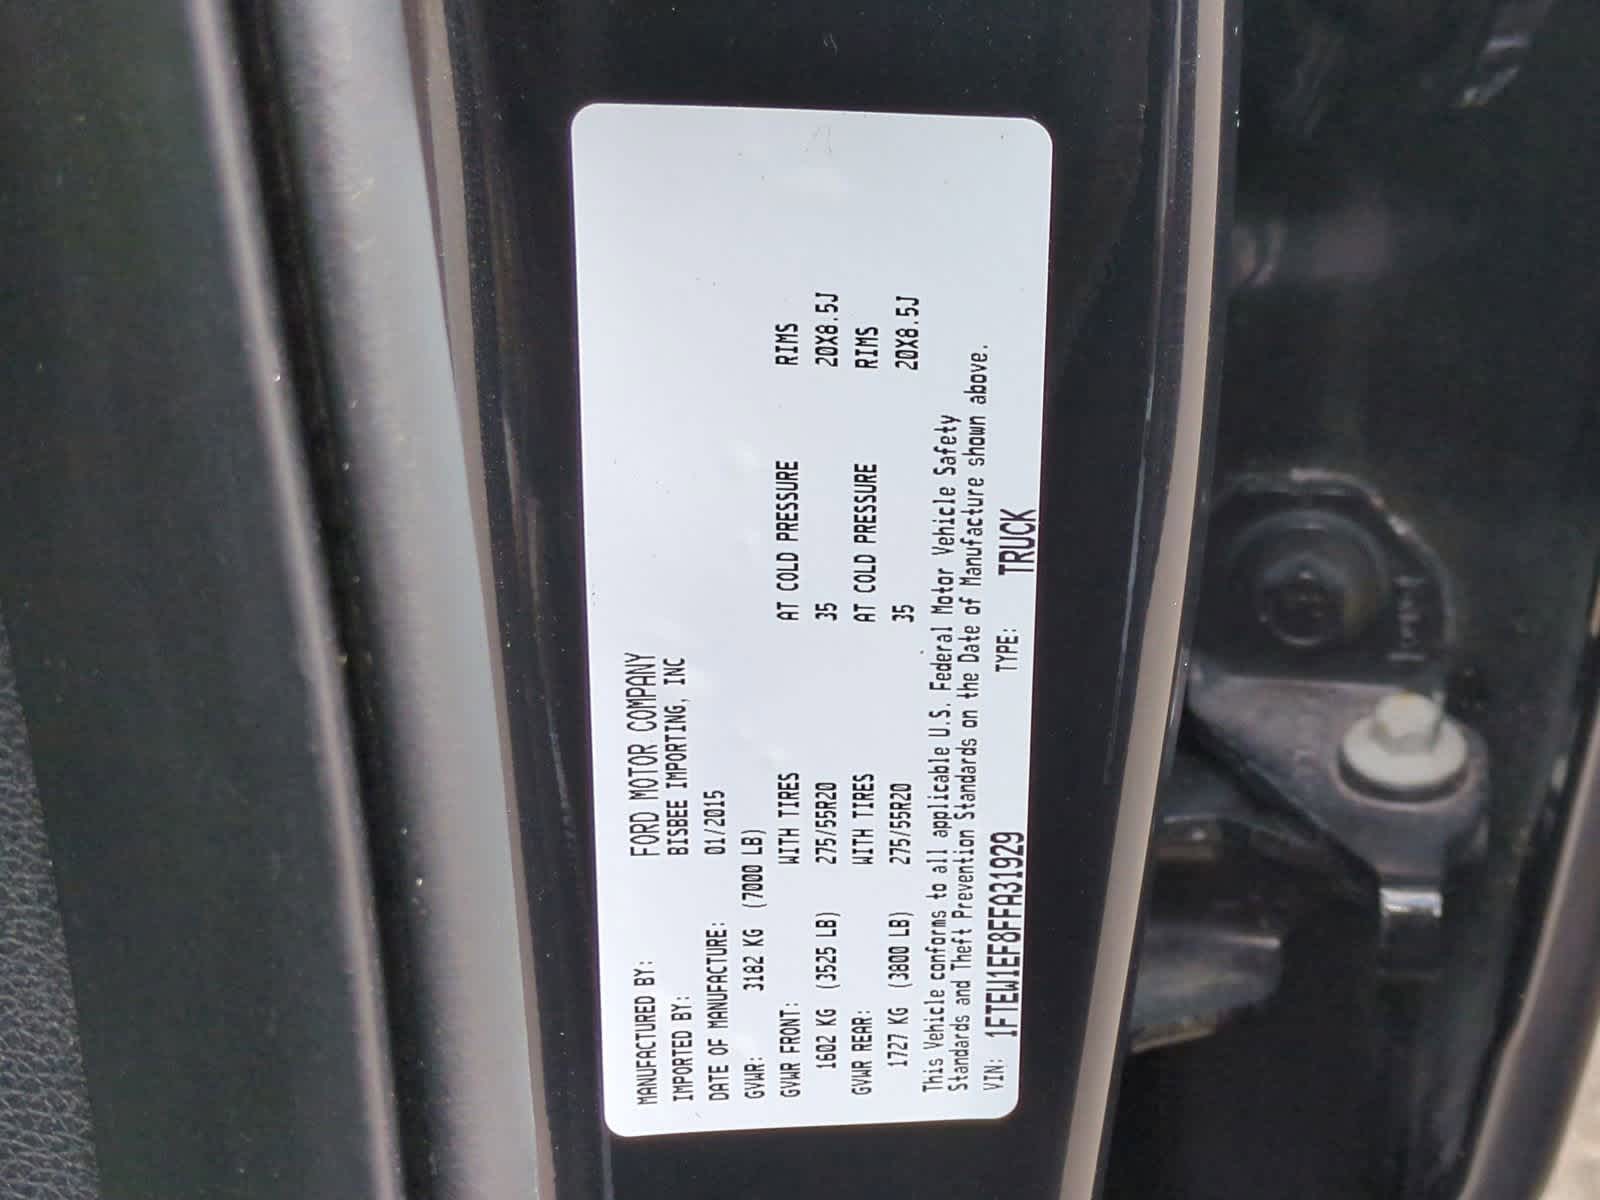 MANUFACTURED BY: FORD MOTOR COMPANY
IMPORTED BY: BISBEE IMPORTING, INC
DATE OF MANUFACTURE: 01/2015
GVWR: 3182 KG (7000 LB)
GVWR FRONT: WITH TIRES AT COLD PRESSURE RIMS
1602 KG (3525 LB) 275/55R20 35 20X8.5J
GVWR REAR: WITH TIRES AT COLD PRESSURE RIMS
1727 KG (3800 LB) 275/55R20 35 20X8.5J
This Vehicle conforms to all applicable U.S. Federal Motor Vehicle Safety
Standards and Theft Prevention Standards on the Date of Manufacture shown above.
VIN: 1FTEW1EF8FFA31929 TYPE: TRUCK